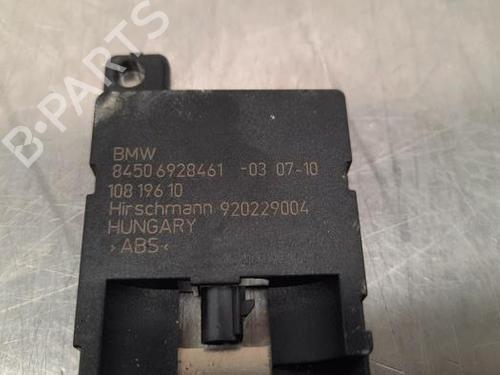 BMW
8450 6928461 -03 07-10
108 196 10
Hirschmann 920229004
HUNGARY
>ABS<
B-PARTS